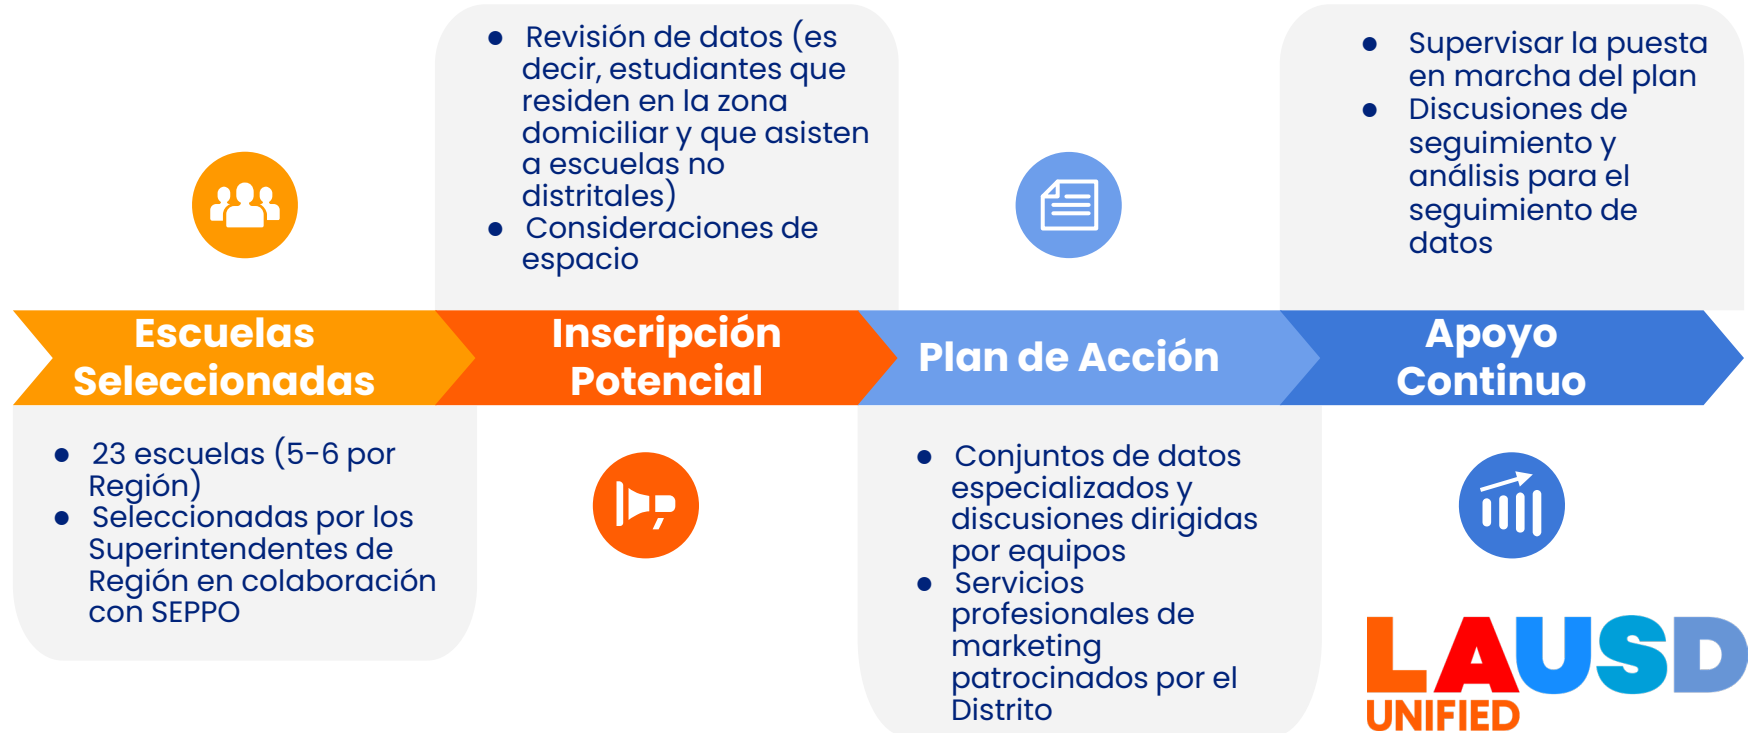 ● Revisión de datos (es
decir, estudiantes que
residen en la zona
domiciliar y que asisten
a escuelas no
distritales)
● Consideraciones de
espacio
● Supervisar la puesta
en marcha del plan
● Discusiones de
seguimiento y
análisis para el
seguimiento de
datos
Escuelas
Seleccionadas
Inscripción
Potencial
Plan de Acción
Apoyo
Continuo
● 23 escuelas (5-6 por
Región)
● Seleccionadas por los
Superintendentes de
Región en colaboración
con SEPPO
● Conjuntos de datos
especializados y
discusiones dirigidas
por equipos
● Servicios
profesionales de
marketing
patrocinados por el
Distrito
LAUSD
UNIFIED